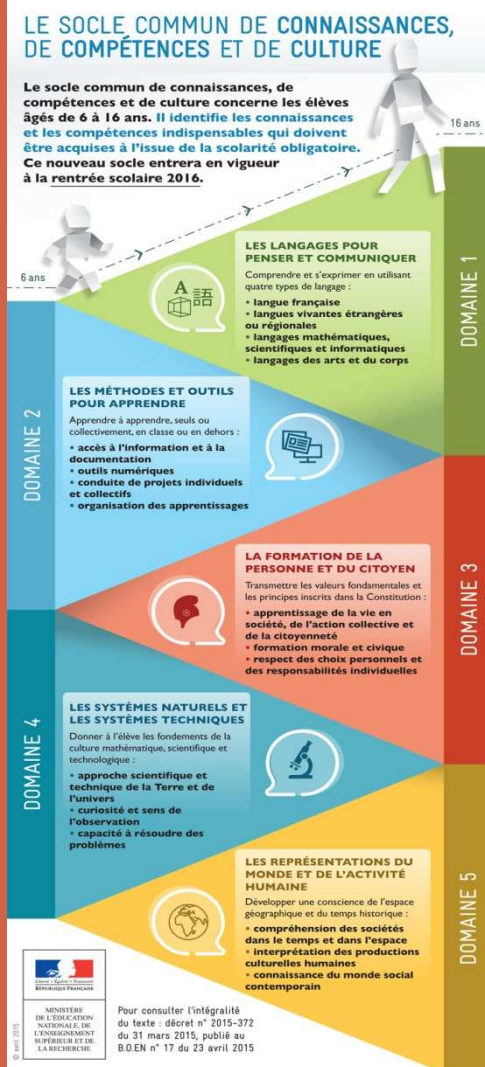 LE SOCLE COMMUN DE CONNAISSANCES,
DE COMPÉTENCES ET DE CULTURE
Le socle commun de connaissances, de
compétences et de culture concerne les élèves
âgés de 6 à 16 ans. Il identifie les connaissances
et les compétences indispensables qui doivent
être acquises à l'issue de la scolarité obligatoire.
Ce nouveau socle entrera en vigueur
à la rentrée scolaire 2016.
16 ans
6 ans
DOMAINE 1
LES LANGAGES POUR
PENSER ET COMMUNIQUER
Comprendre et s'exprimer en utilisant
quatre types de langage :
• langue française
• langues vivantes étrangères
ou régionales
• langages mathématiques,
scientifiques et informatiques
• langages des arts et du corps
A 語
DOMAINE 2
LES MÉTHODES ET OUTILS
POUR APPRENDRE
Apprendre à apprendre, seuls ou
collectivement, en classe ou en dehors :
• accès à l'information et à la
documentation
• outils numériques
• conduite de projets individuels
et collectifs
• organisation des apprentissages
DOMAINE 3
LA FORMATION DE LA
PERSONNE ET DU CITOYEN
Transmettre les valeurs fondamentales et
les principes inscrits dans la Constitution :
• apprentissage de la vie en
société, de l'action collective et
de la citoyenneté
• formation morale et civique
• respect des choix personnels et
des responsabilités individuelles
DOMAINE 4
LES SYSTÈMES NATURELS ET
LES SYSTÈMES TECHNIQUES
Donner à l'élève les fondements de la
culture mathématique, scientifique et
technologique :
• approche scientifique et
technique de la Terre et de
l'univers
• curiosité et sens de
l'observation
• capacité à résoudre des
problèmes
DOMAINE 5
LES REPRÉSENTATIONS DU
MONDE ET DE L'ACTIVITÉ
HUMAINE
Développer une conscience de l'espace
géographique et du temps historique :
• compréhension des sociétés
dans le temps et dans l'espace
• interprétation des productions
culturelles humaines
• connaissance du monde social
contemporain
Liberté • Égalité • Fraternité
RÉPUBLIQUE FRANÇAISE
MINISTÈRE
DE L'ÉDUCATION
NATIONALE, DE
L'ENSEIGNEMENT
SUPÉRIEUR ET DE
LA RECHERCHE
© avril 2015
Pour consulter l'intégralité
du texte : décret n° 2015-372
du 31 mars 2015, publié au
B.O.EN n° 17 du 23 avril 2015